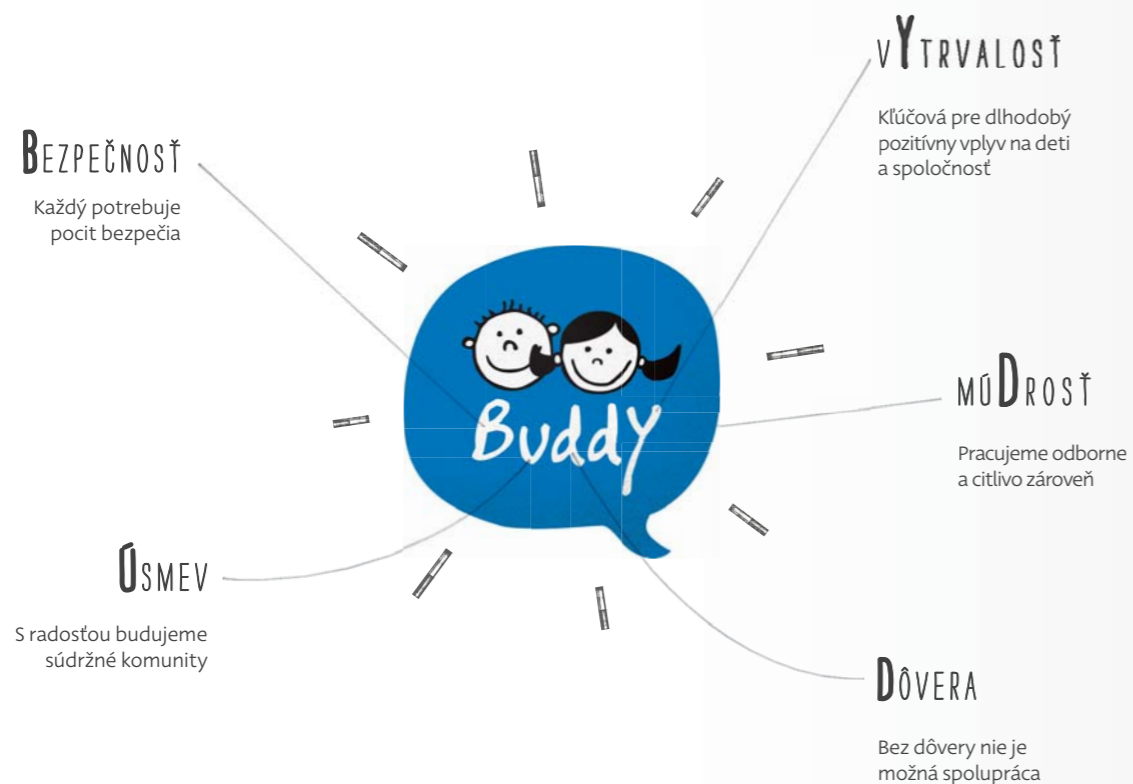 BEZPEČNOSŤ
Každý potrebuje
pocit bezpečia
ÚSMEV
S radosťou budujeme
súdržné komunity
Buddy
vYTRVALOSŤ
Kľúčová pre dlhodobý
pozitívny vplyv na deti
a spoločnosť
MÚDROSŤ
Pracujeme odborne
a citlivo zároveň
DÔVERA
Bez dôvery nie je
možná spolupráca